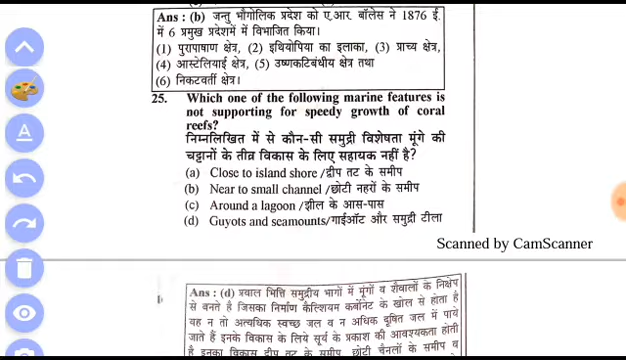 Ans : (b) जन्तु भौगोलिक प्रदेश को ए.आर. बॉलेस ने 1876 ई.
में 6 प्रमुख प्रदेशमें में विभाजित किया।
(1) पुरापाषाण क्षेत्र, (2) इथियोपिया का इलाका, (3) प्राच्य क्षेत्र,
(4) आस्टेलियाई क्षेत्र, (5) उष्णकटिबंधीय क्षेत्र तथा
(6) निकटवर्ती क्षेत्र।
25. Which one of the following marine features is
not supporting for speedy growth of coral
reefs?
निम्नलिखित में से कौन-सी समुद्री विशेषता मूंगे की
चट्टानों के तीव्र विकास के लिए सहायक नहीं है?
(a) Close to island shore /द्वीप तट के समीप
(b) Near to small channel /छोटी नहरों के समीप
(c) Around a lagoon /झील के आस-पास
(d) Guyots and seamounts/गाईऑट और समुद्री टीला
Scanned by CamScanner
Ans : (d) प्रवाल भित्ति समुद्रीय भागों में मूंगों व शैवालों के निक्षेप
से बनते है जिसका निर्माण कैल्शियम कार्बोनेट के खोल से होता है
वह न तो अत्यधिक स्वच्छ जल व न अधिक दूषित जल में पाये
जाते हैं इनके विकास के लिये सूर्य के प्रकाश की आवश्यकता होती
है इनका विकास द्वीप तट के समीप, छोटी चैनलों के समीप व
A